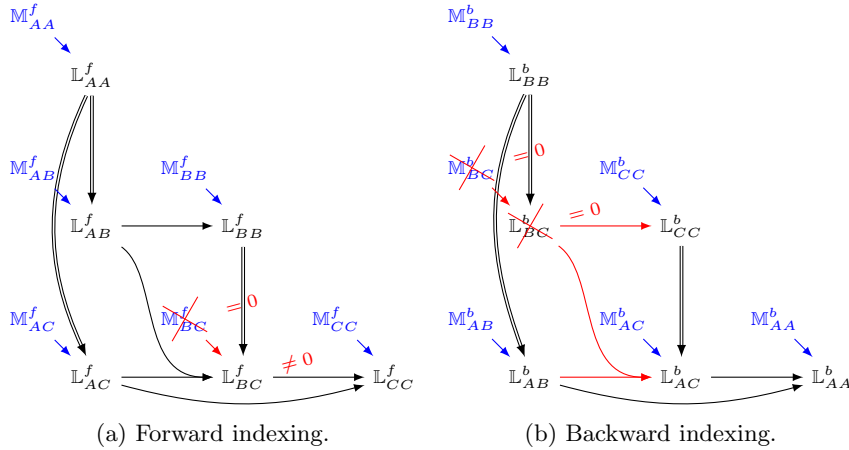 𝕄^f_{AA} 𝕄^b_{BB}
𝕃^f_{AA} 𝕃^b_{BB}
= 0
𝕄^f_{AB} 𝕄^f_{BB} 𝕄^b_{BC} 𝕄^b_{CC}
= 0
𝕃^f_{AB} 𝕃^f_{BB} 𝕃^b_{BC} 𝕃^b_{CC}
= 0
𝕄^f_{AC} 𝕄^f_{BC} 𝕄^f_{CC} 𝕄^b_{AB} 𝕄^b_{AC} 𝕄^b_{AA}
≠ 0
𝕃^f_{AC} 𝕃^f_{BC} 𝕃^f_{CC} 𝕃^b_{AB} 𝕃^b_{AC} 𝕃^b_{AA}
(a) Forward indexing. (b) Backward indexing.